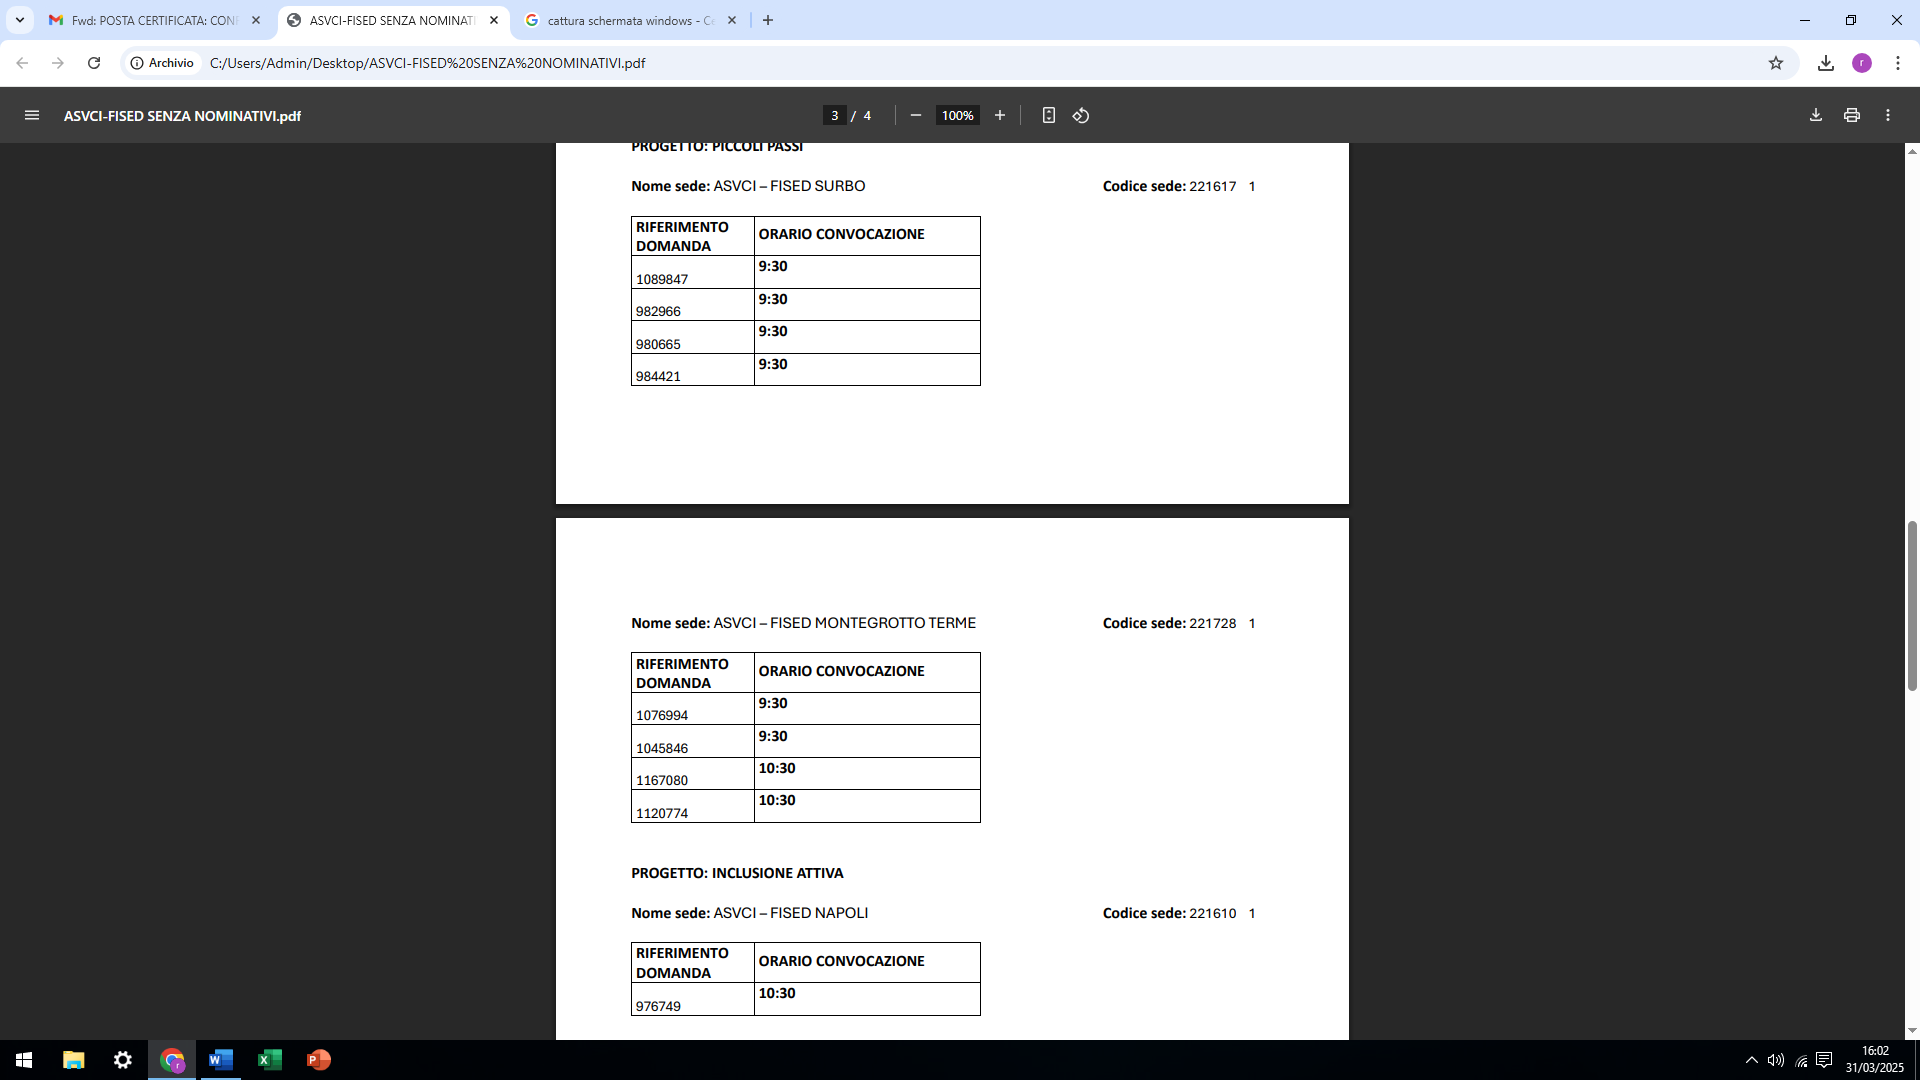 Fwd: POSTA CERTIFICATA: CON
ASVCI-FISED SENZA NOMINATI
cattura schermata windows - C
Archivio
C:/Users/Admin/Desktop/ASVCI-FISED%20SENZA%20NOMINATIVI.pdf
r
ASVCI-FISED SENZA NOMINATIVI.pdf
3 / 4
100%
PROGETTO: PICCOLI PASSI
Nome sede: ASVCI – FISED SURBO Codice sede: 221617 1
RIFERIMENTO
DOMANDA
ORARIO CONVOCAZIONE
1089847 9:30
982966 9:30
980665 9:30
984421 9:30
Nome sede: ASVCI – FISED MONTEGROTTO TERME Codice sede: 221728 1
RIFERIMENTO
DOMANDA
ORARIO CONVOCAZIONE
1076994 9:30
1045846 9:30
1167080 10:30
1120774 10:30
PROGETTO: INCLUSIONE ATTIVA
Nome sede: ASVCI – FISED NAPOLI Codice sede: 221610 1
RIFERIMENTO
DOMANDA
ORARIO CONVOCAZIONE
976749 10:30
16:02
31/03/2025